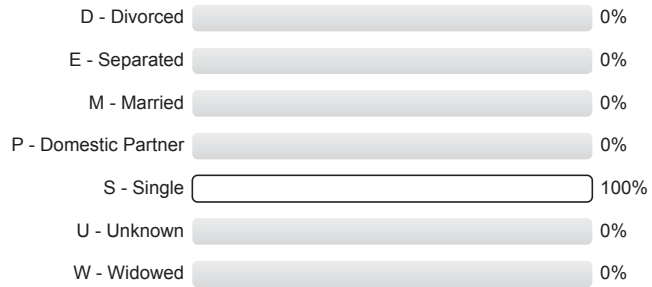 D - Divorced 0%
E - Separated 0%
M - Married 0%
P - Domestic Partner 0%
S - Single 100%
U - Unknown 0%
W - Widowed 0%